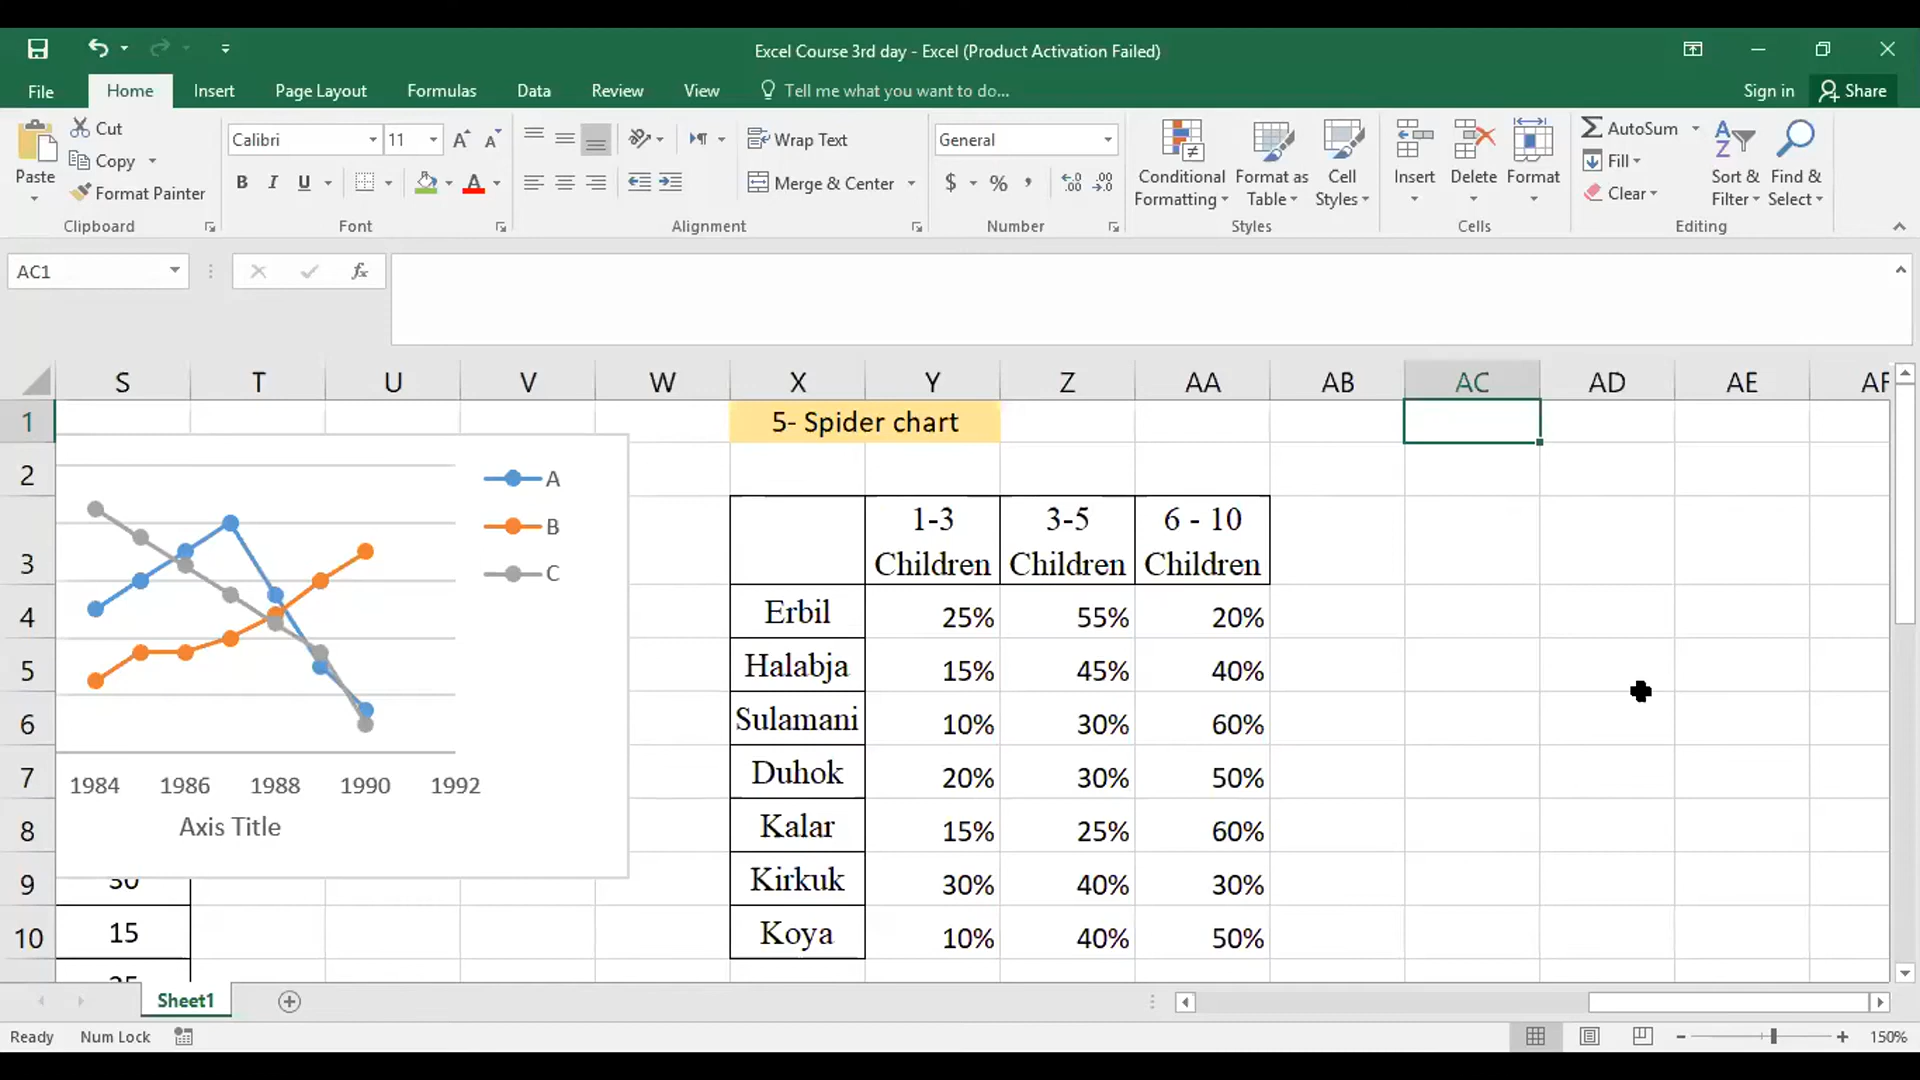 Excel Course 3rd day - Excel (Product Activation Failed)
File Home Insert Page Layout Formulas Data Review View Tell me what you want to do... Sign in Share
Paste
Cut
Copy
Format Painter
Clipboard
Calibri 11
B I U
Font
Wrap Text
Merge & Center
Alignment
General
$ % ,
Number
Conditional Formatting
Format as Table
Cell Styles
Styles
Insert Delete Format
Cells
AutoSum
Fill
Clear
Sort & Filter
Find & Select
Editing
AC1
fx
S T U V W X Y Z AA AB AC AD AE AF
1 5- Spider chart
2
3 1-3 Children 3-5 Children 6 - 10 Children
4 Erbil 25% 55% 20%
5 Halabja 15% 45% 40%
6 Sulamani 10% 30% 60%
7 Duhok 20% 30% 50%
8 Kalar 15% 25% 60%
9 30 Kirkuk 30% 40% 30%
10 15 Koya 10% 40% 50%
A
B
C
1984 1986 1988 1990 1992
Axis Title
Sheet1
Ready Num Lock 150%